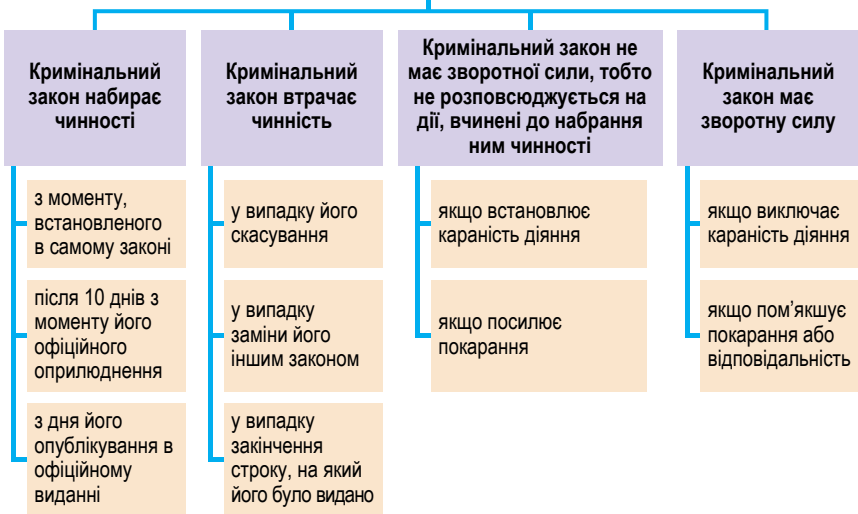 Кримінальний
закон набирає
чинності
з моменту,
встановленого
в самому законі
після 10 днів з
моменту його
офіційного
оприлюднення
з дня його
опублікування в
офіційному
виданні
Кримінальний
закон втрачає
чинність
у випадку його
скасування
у випадку
заміни його
іншим законом
у випадку
закінчення
строку, на який
його було видано
Кримінальний закон не
має зворотної сили, тобто
не розповсюджується на
дії, вчинені до набрання
ним чинності
якщо встановлює
караність діяння
якщо посилює
покарання
Кримінальний
закон має
зворотну силу
якщо виключає
караність діяння
якщо пом’якшує
покарання або
відповідальність